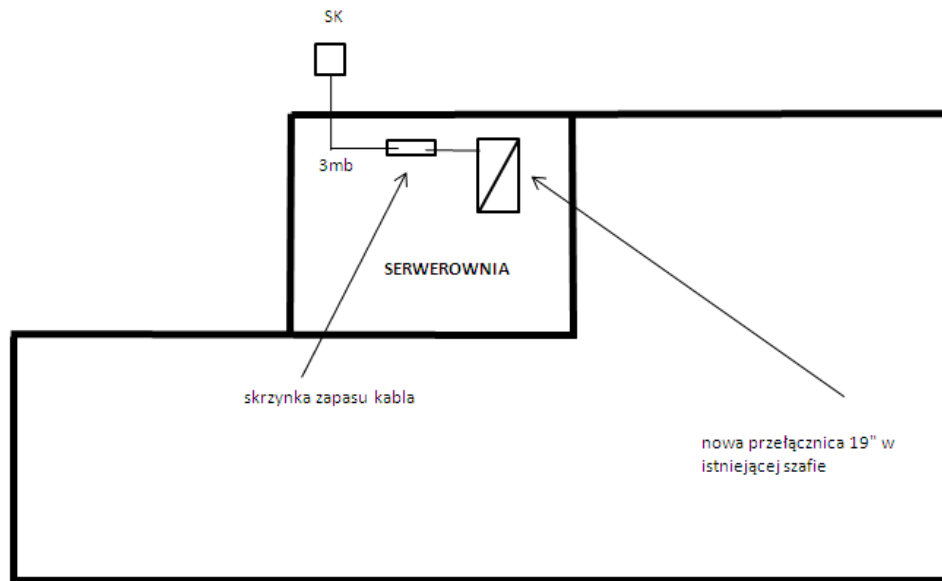 SK
3mb
SERWEROWNIA
skrzynka zapasu kabla
nowa przełącznica 19" w
istniejącej szafie